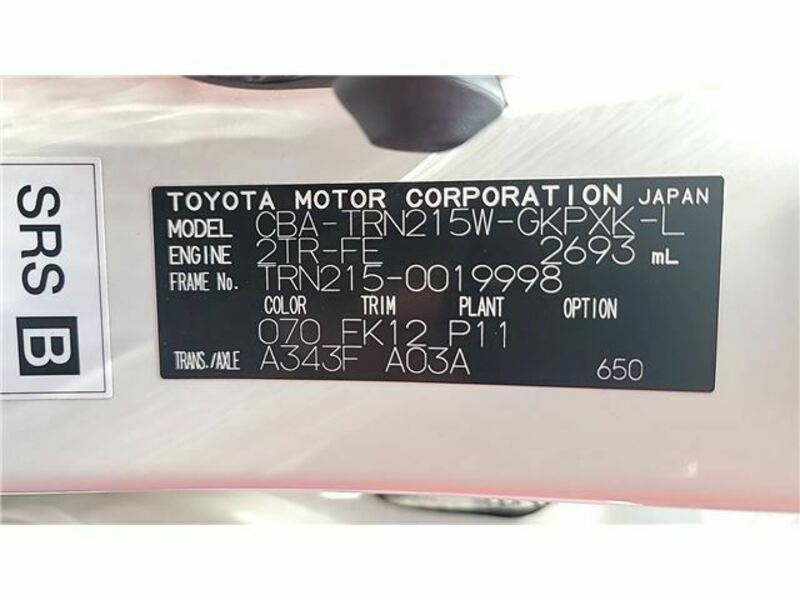 SRS B
TOYOTA MOTOR CORPORATION JAPAN
MODEL CBA-TRN215W-GKPXK-L
ENGINE 2TR-FE 2693 mL
FRAME No. TRN215-0019998
COLOR TRIM PLANT OPTION
070 FK12 P11
TRANS./AXLE A343F A03A 650